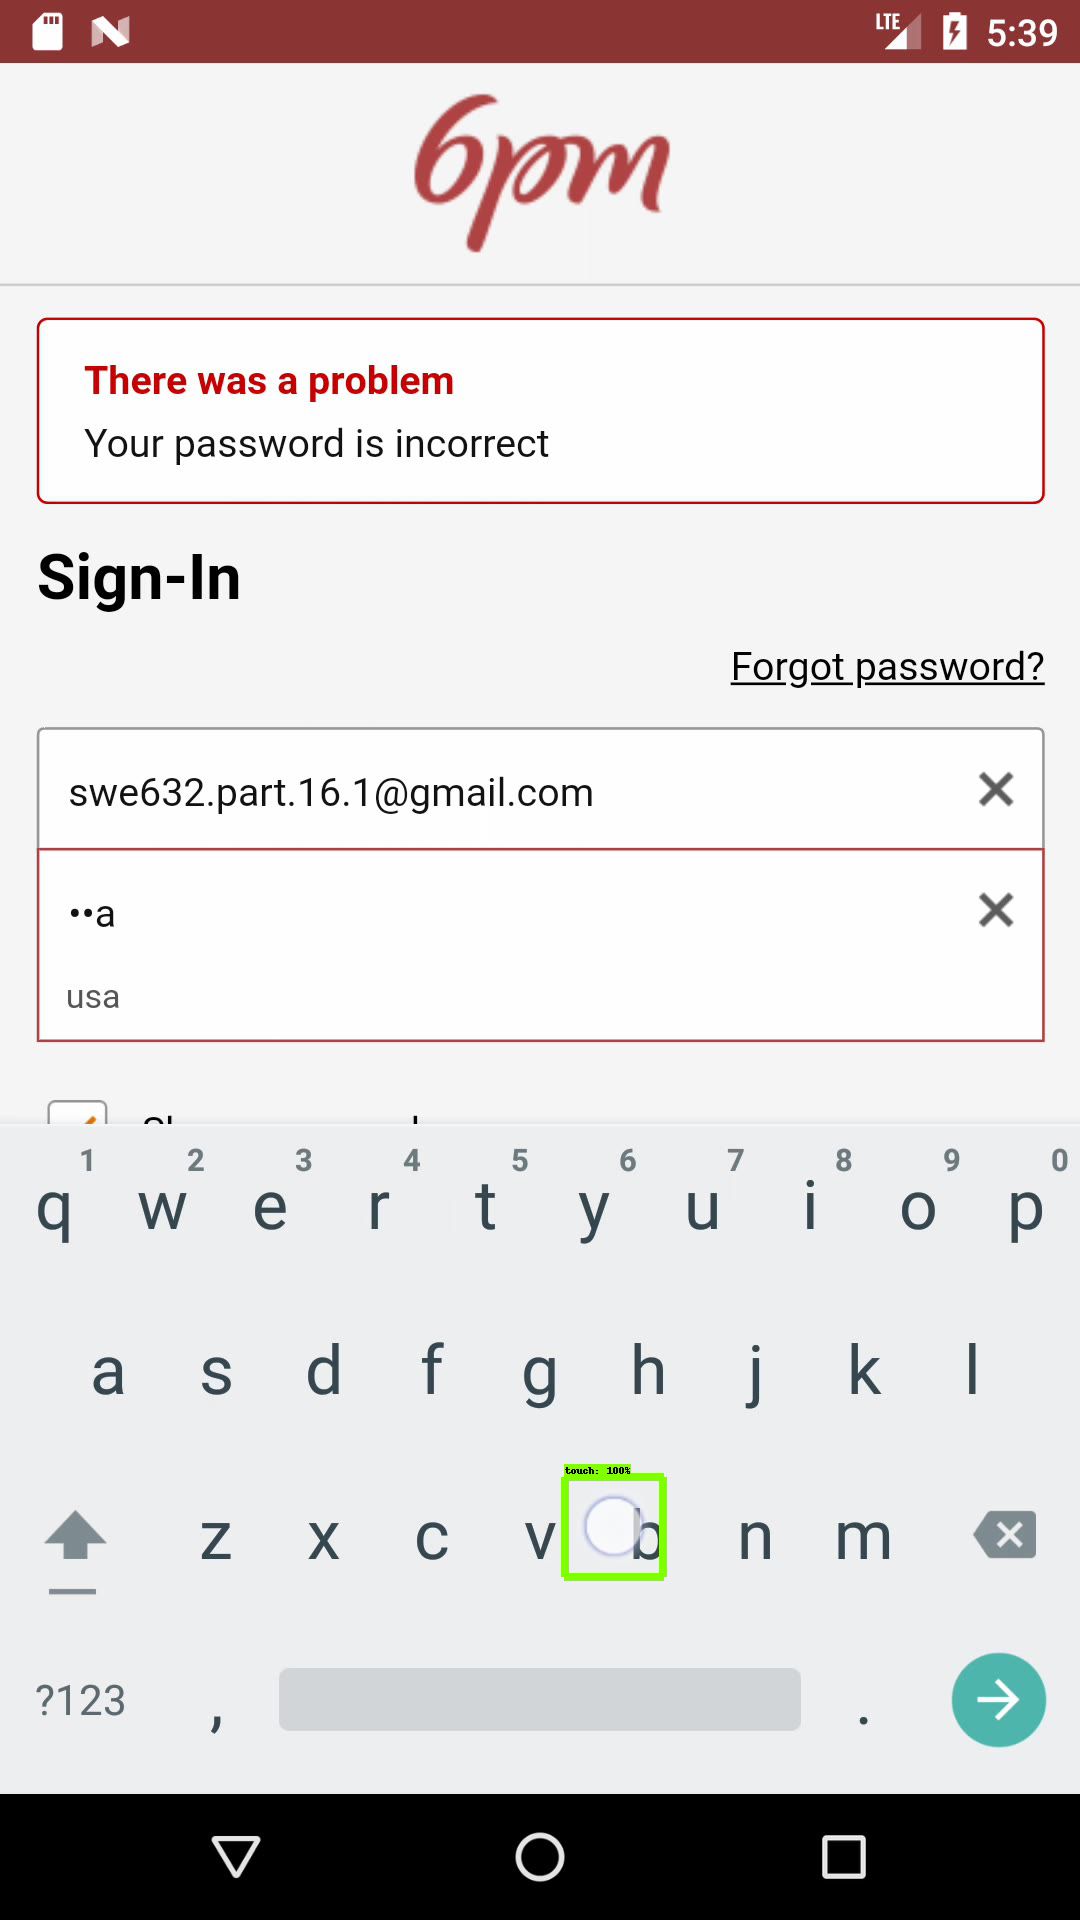 LTE 5:39
6pm
There was a problem
Your password is incorrect
Sign-In
Forgot password?
swe632.part.16.1@gmail.com
••a
usa
1 2 3 4 5 6 7 8 9 0
q w e r t y u i o p
a s d f g h j k l
touch: 100%
z x c v b n m
?123 , .